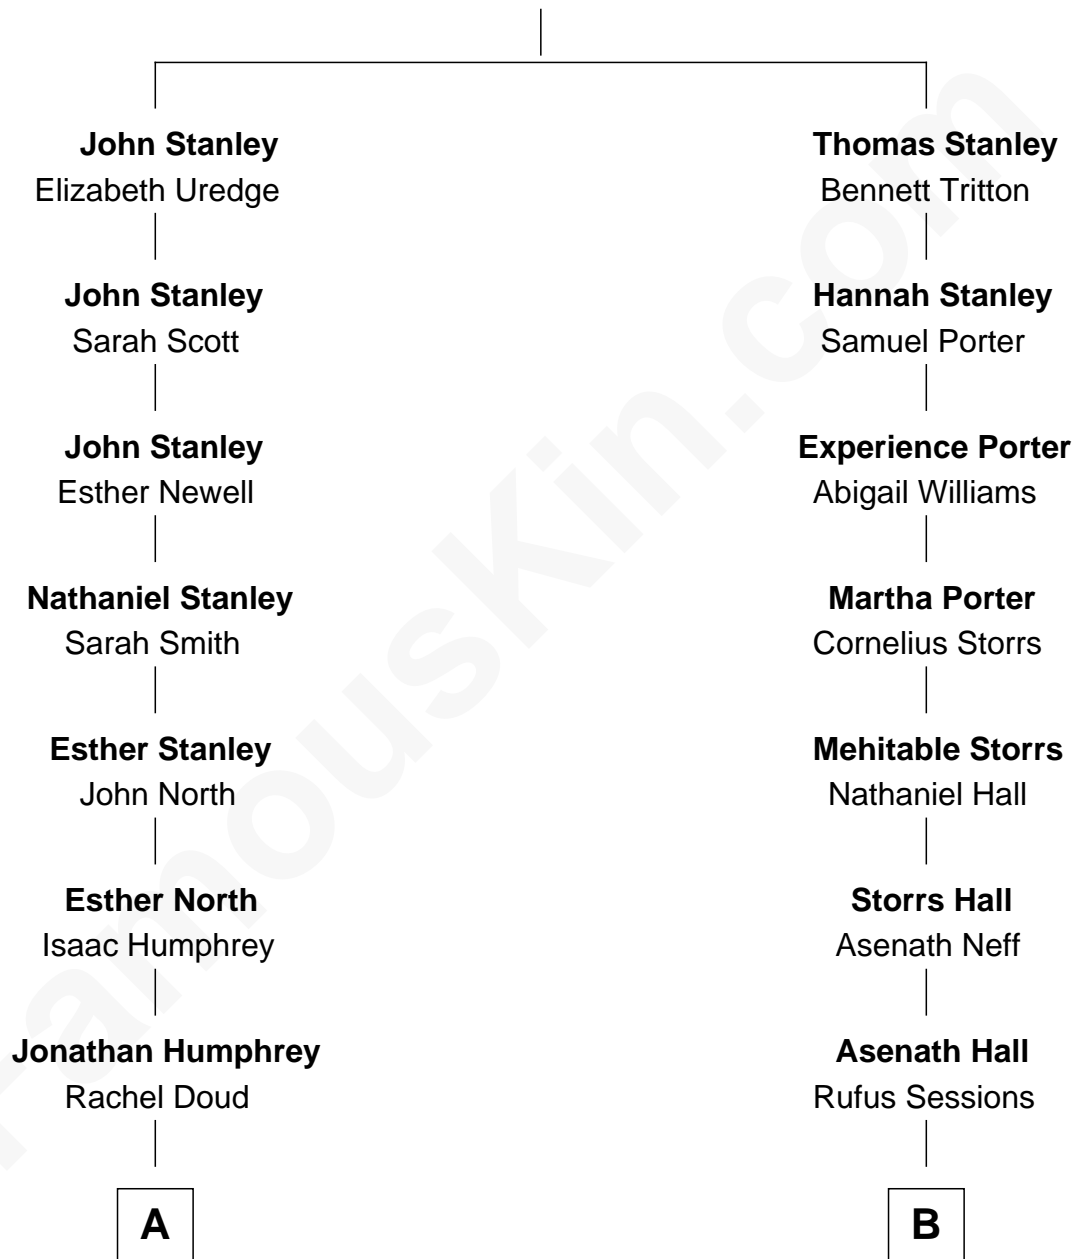 John Stanley
Elizabeth Uredge
John Stanley
Sarah Scott
John Stanley
Esther Newell
Nathaniel Stanley
Sarah Smith
Esther Stanley
John North
Esther North
Isaac Humphrey
Jonathan Humphrey
Rachel Doud
A
Thomas Stanley
Bennett Tritton
Hannah Stanley
Samuel Porter
Experience Porter
Abigail Williams
Martha Porter
Cornelius Storrs
Mehitable Storrs
Nathaniel Hall
Storrs Hall
Asenath Neff
Asenath Hall
Rufus Sessions
B
FamousKin.com